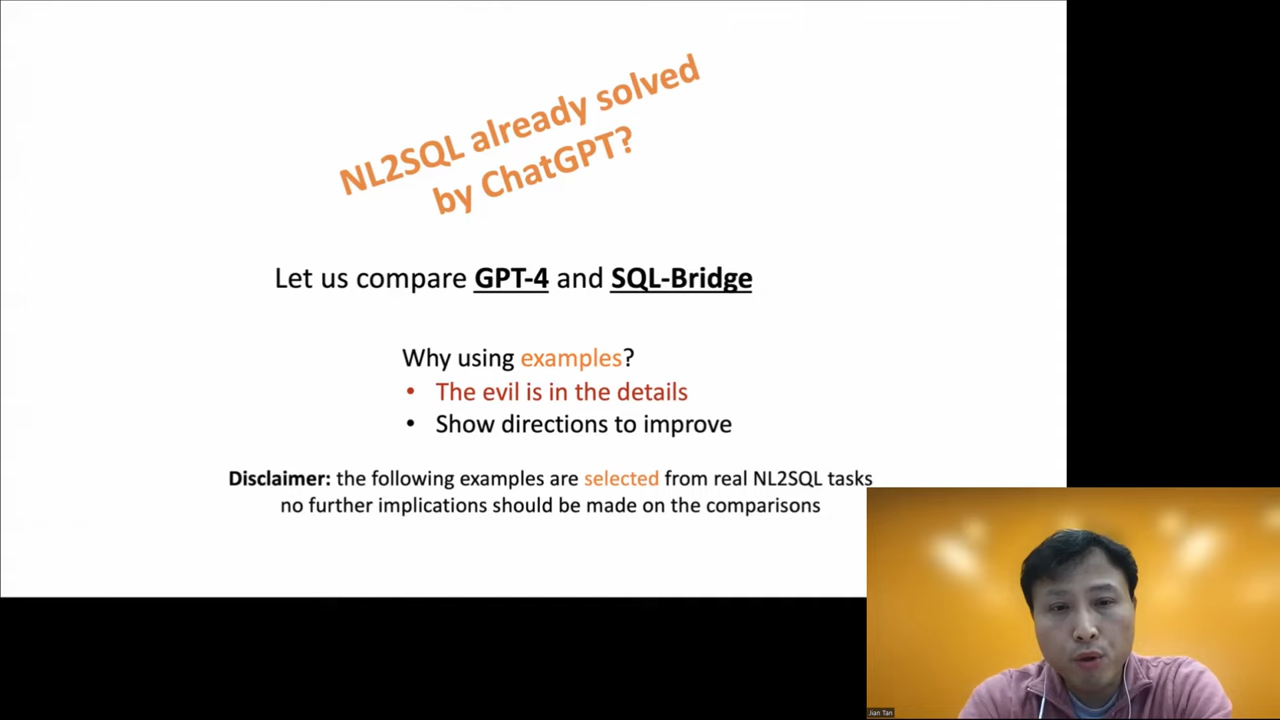 NL2SQL already solved
by ChatGPT?
Let us compare GPT-4 and SQL-Bridge
Why using examples?
• The evil is in the details
• Show directions to improve
Disclaimer: the following examples are selected from real NL2SQL tasks
no further implications should be made on the comparisons
Jian Tan